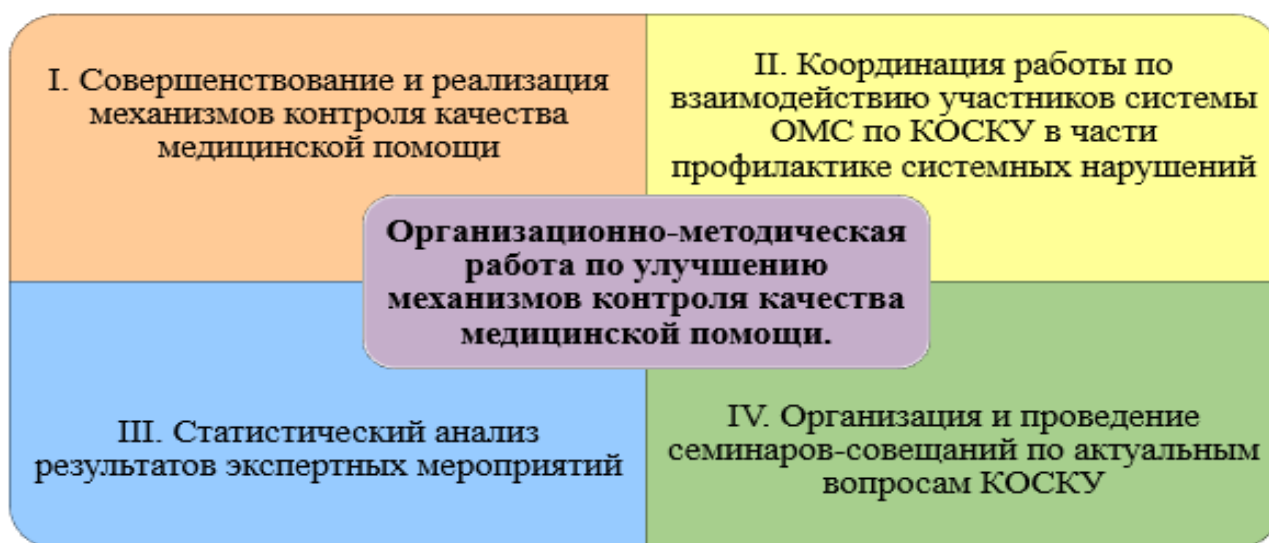 I. Совершенствование и реализация
механизмов контроля качества
медицинской помощи
II. Координация работы по
взаимодействию участников системы
ОМС по КОСКУ в части
профилактике системных нарушений
Организационно-методическая
работа по улучшению
механизмов контроля качества
медицинской помощи.
III. Статистический анализ
результатов экспертных мероприятий
IV. Организация и проведение
семинаров-совещаний по актуальным
вопросам КОСКУ